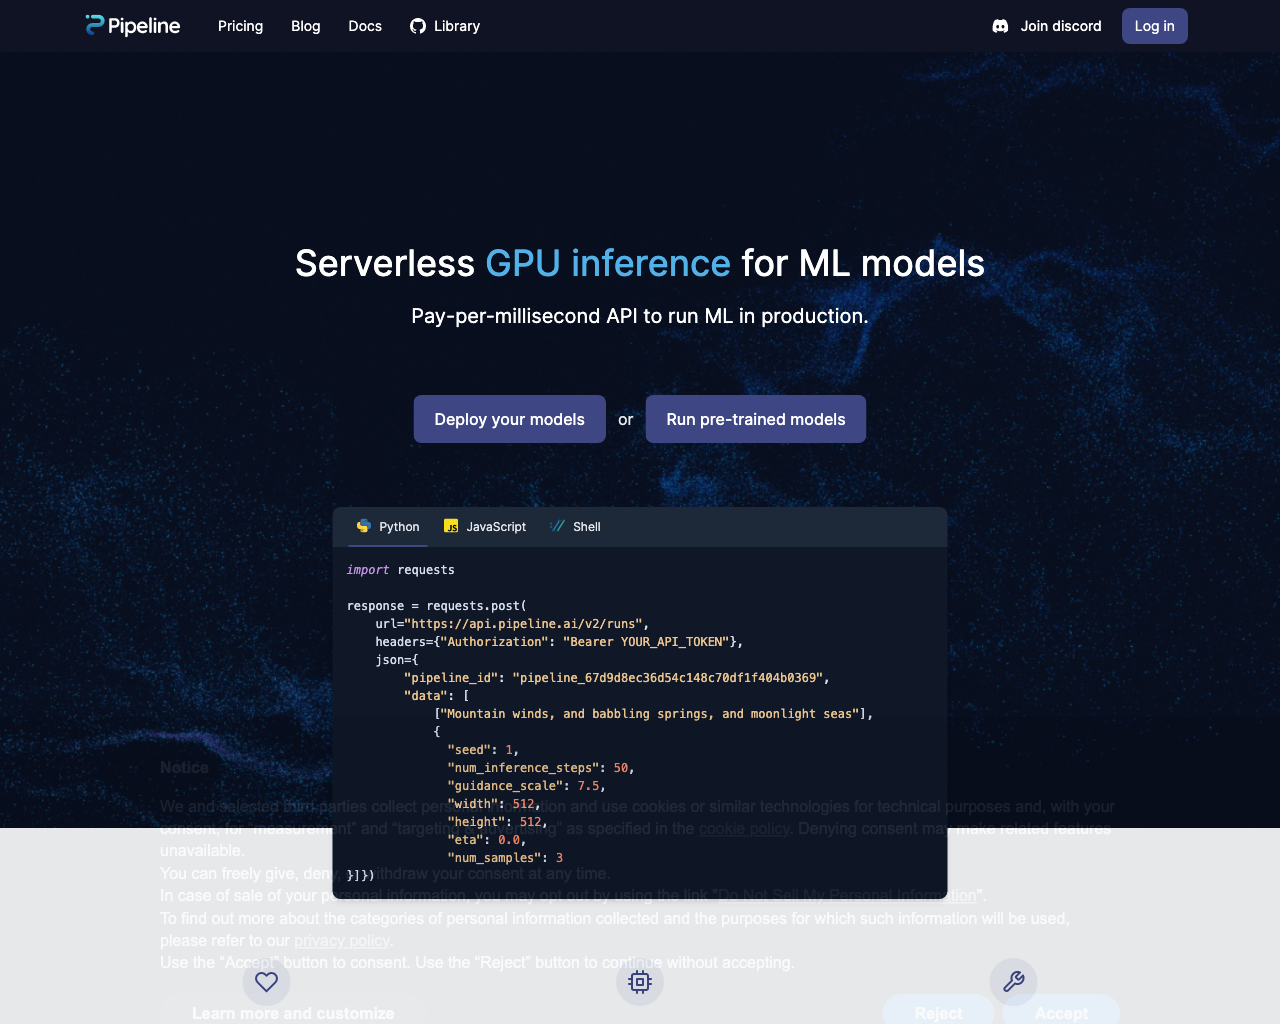 Pipeline
Pricing
Blog
Docs
Library
Join discord
Log in
Serverless GPU inference for ML models
Pay-per-millisecond API to run ML in production.
Deploy your models
or
Run pre-trained models
Python
JavaScript
Shell
import requests
response = requests.post(
url="https://api.pipeline.ai/v2/runs",
headers={"Authorization": "Bearer YOUR_API_TOKEN"},
json={
"pipeline_id": "pipeline_67d9d8ec36d54c148c70df1f404b0369",
"data": [
["Mountain winds, and babbling springs, and moonlight seas"],
{
"seed": 1,
"num_inference_steps": 50,
"guidance_scale": 7.5,
"width": 512,
"height": 512,
"eta": 0.0,
"num_samples": 3
}]})
Notice
We and selected third parties collect personal information and use cookies or similar technologies for technical purposes and, with your
consent, for “measurement” and “targeting & advertising” as specified in the cookie policy. Denying consent may make related features
unavailable.
You can freely give, deny, or withdraw your consent at any time.
In case of sale of your personal information, you may opt out by using the link "Do Not Sell My Personal Information".
To find out more about the categories of personal information collected and the purposes for which such information will be used,
please refer to our privacy policy.
Use the “Accept” button to consent. Use the “Reject” button to continue without accepting.
Learn more and customize
Reject
Accept